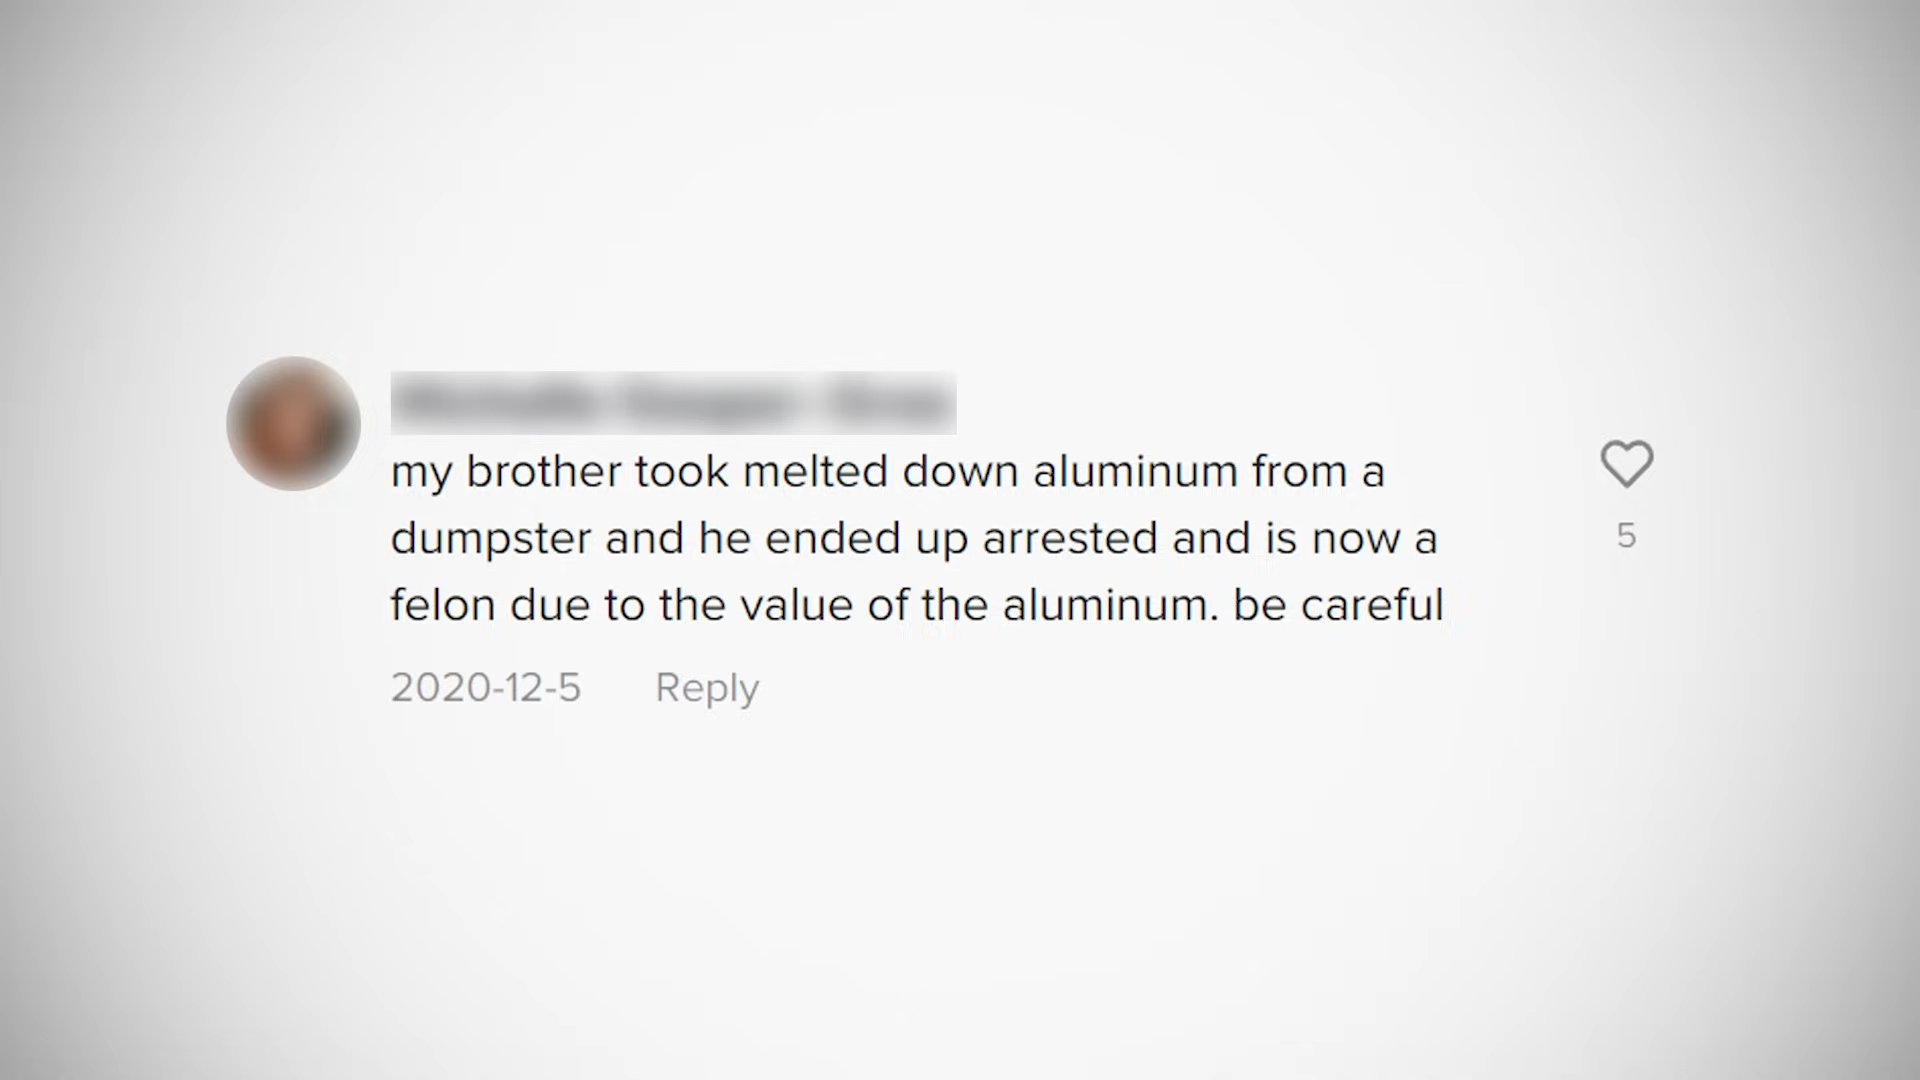 my brother took melted down aluminum from a
dumpster and he ended up arrested and is now a
felon due to the value of the aluminum. be careful
5
2020-12-5 Reply